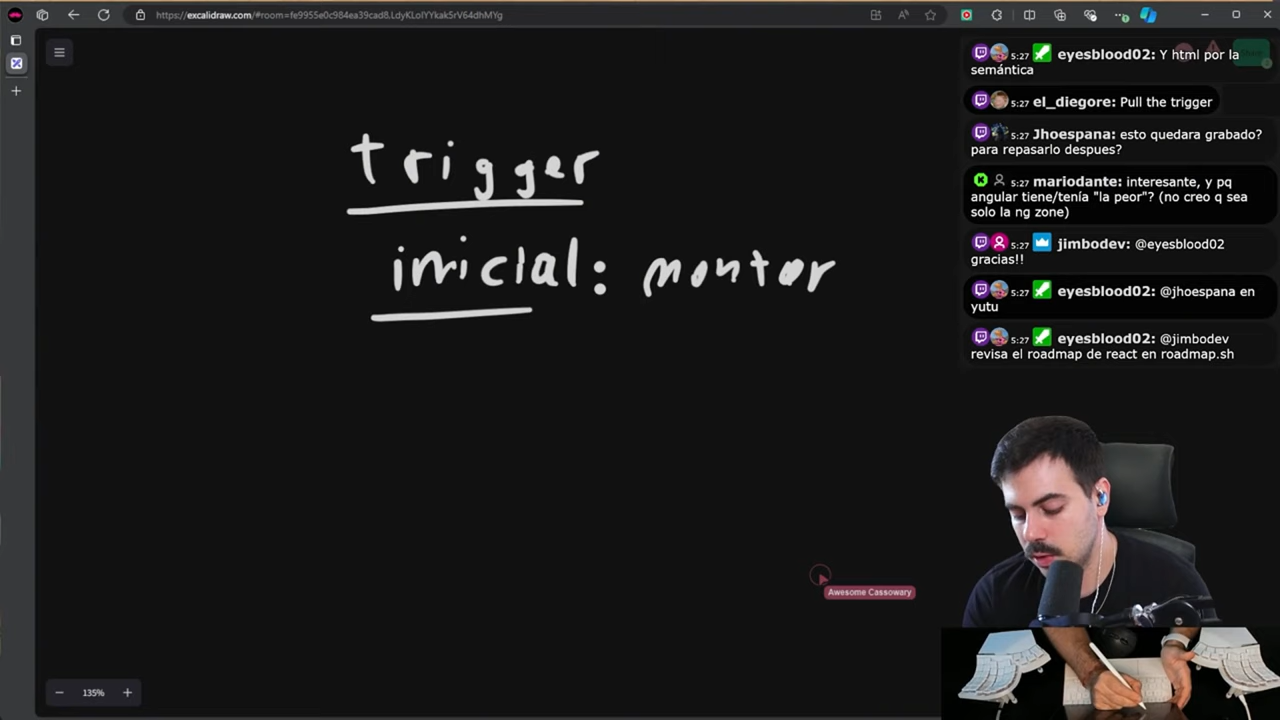 https://excalidraw.com/#room=fe9955e0c984ea39cad8,LdyKLolYYkak5rV64dhMYg
trigger
inicial: montar
5:27 eyesblood02: Y html por la
semántica
5:27 el_diegore: Pull the trigger
5:27 Jhoespana: esto quedara grabado?
para repasarlo despues?
5:27 mariodante: interesante, y pq
angular tiene/tenía "la peor"? (no creo q sea
solo la ng zone)
5:27 jimbodev: @eyesblood02
gracias!!
5:27 eyesblood02: @jhoespana en
yutu
5:27 eyesblood02: @jimbodev
revisa el roadmap de react en roadmap.sh
Awesome Cassowary
135%